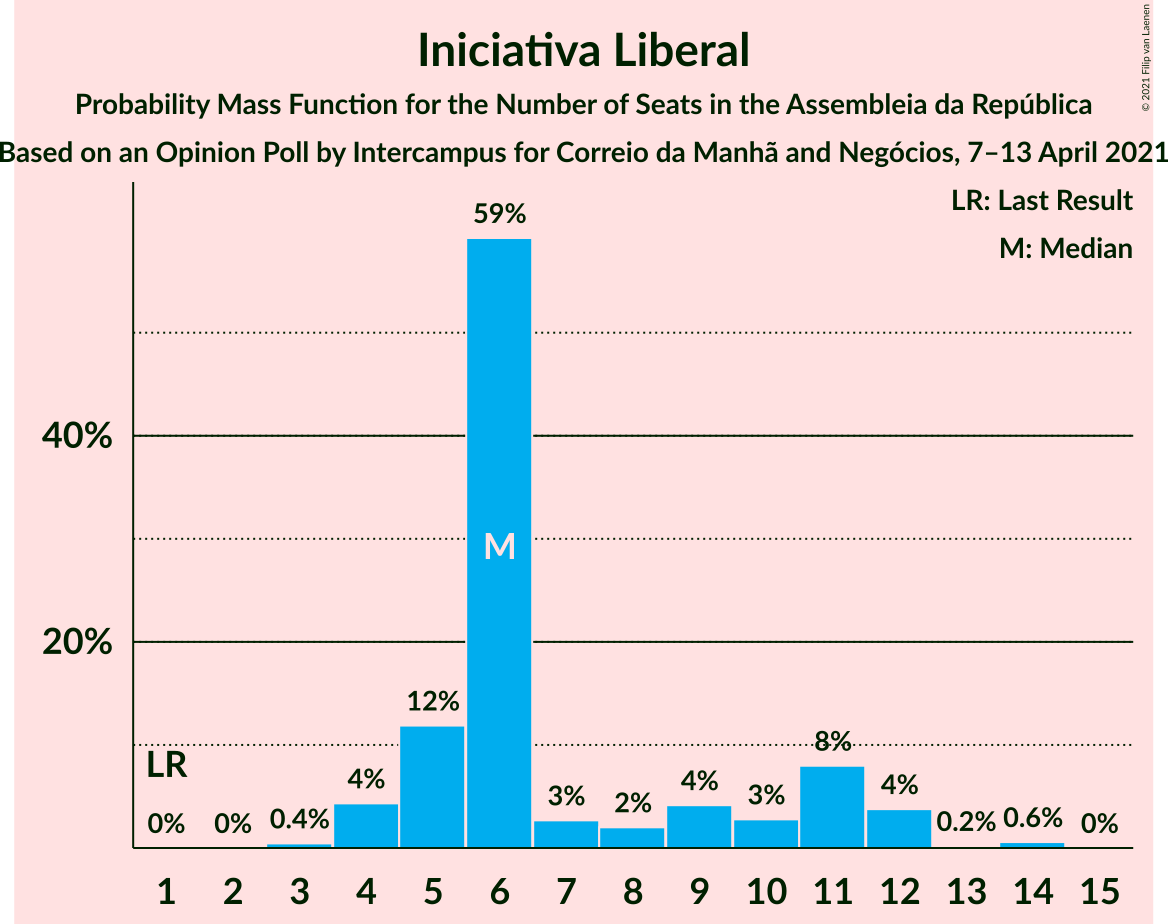 Iniciativa Liberal
Probability Mass Function for the Number of Seats in the Assembleia da República
Based on an Opinion Poll by Intercampus for Correio da Manhã and Negócios, 7–13 April 2021
© 2021 Filip van Laenen
LR: Last Result
M: Median
59%
40%
M
20%
12%
LR
8%
4%
4%
4%
3%
3%
2%
0%
0%
0.4%
0.2%
0.6%
0%
1 2 3 4 5 6 7 8 9 10 11 12 13 14 15